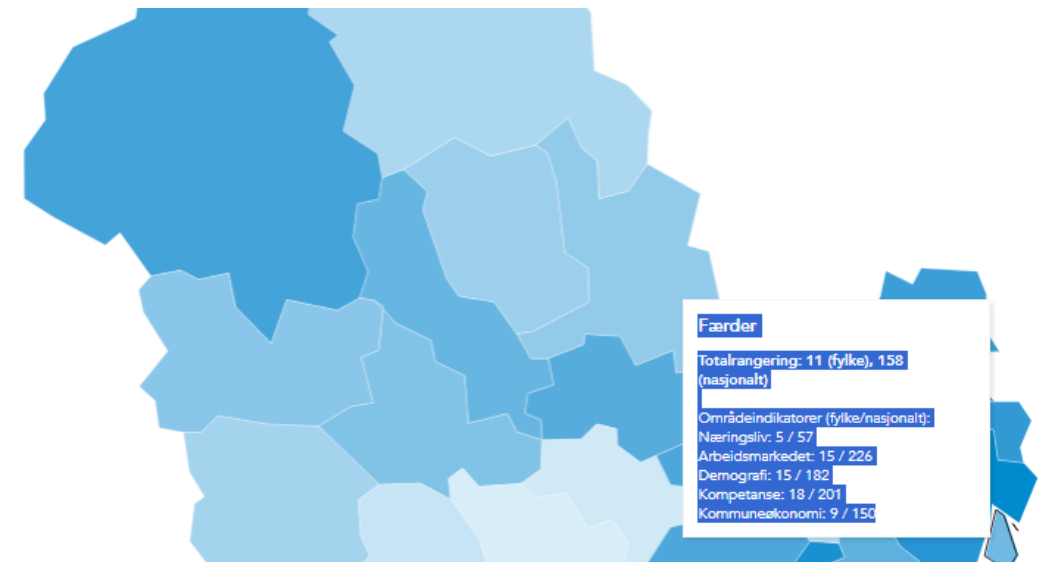 Færder
Totalrangering: 11 (fylke), 158
(nasjonalt)
Områdeindikatorer (fylke/nasjonalt):
Næringsliv: 5 / 57
Arbeidsmarkedet: 15 / 226
Demografi: 15 / 182
Kompetanse: 18 / 201
Kommuneøkonomi: 9 / 150